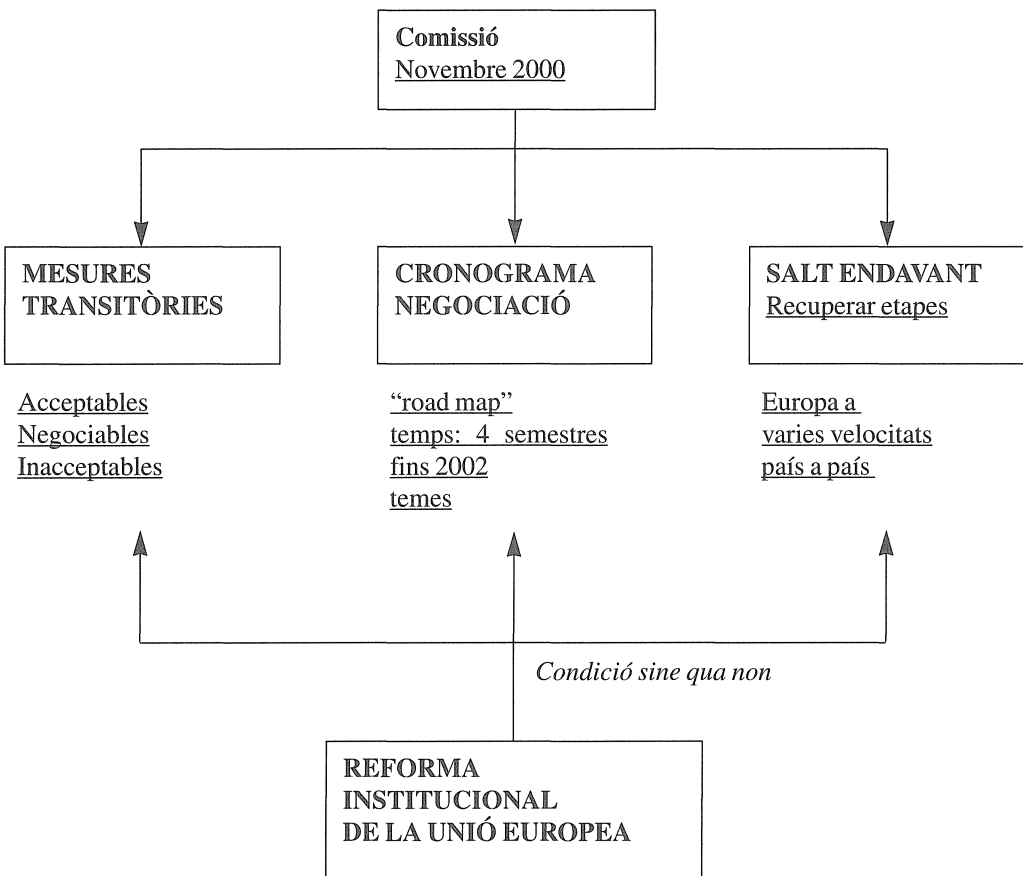 Comissió
Novembre 2000
MESURES
TRANSITÒRIES
CRONOGRAMA
NEGOCIACIÓ
SALT ENDAVANT
Recuperar etapes
Acceptables
Negociables
Inacceptables
“road map”
temps: 4 semestres
fins 2002
temes
Europa a
varies velocitats
país a país
Condició sine qua non
REFORMA
INSTITUCIONAL
DE LA UNIÓ EUROPEA